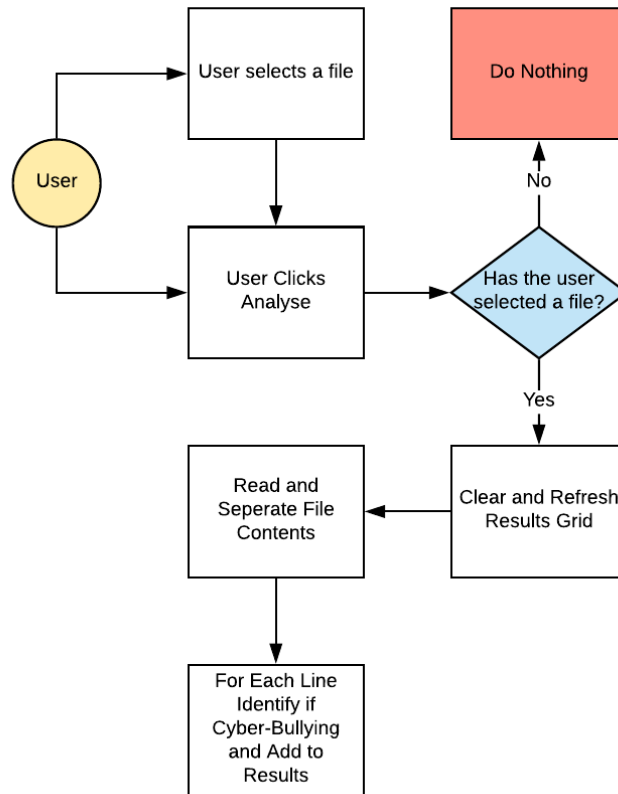 User selects a file
Do Nothing
User
No
User Clicks
Analyse
Has the user
selected a file?
Yes
Read and
Seperate File
Contents
Clear and Refresh
Results Grid
For Each Line
Identify if
Cyber-Bullying
and Add to
Results